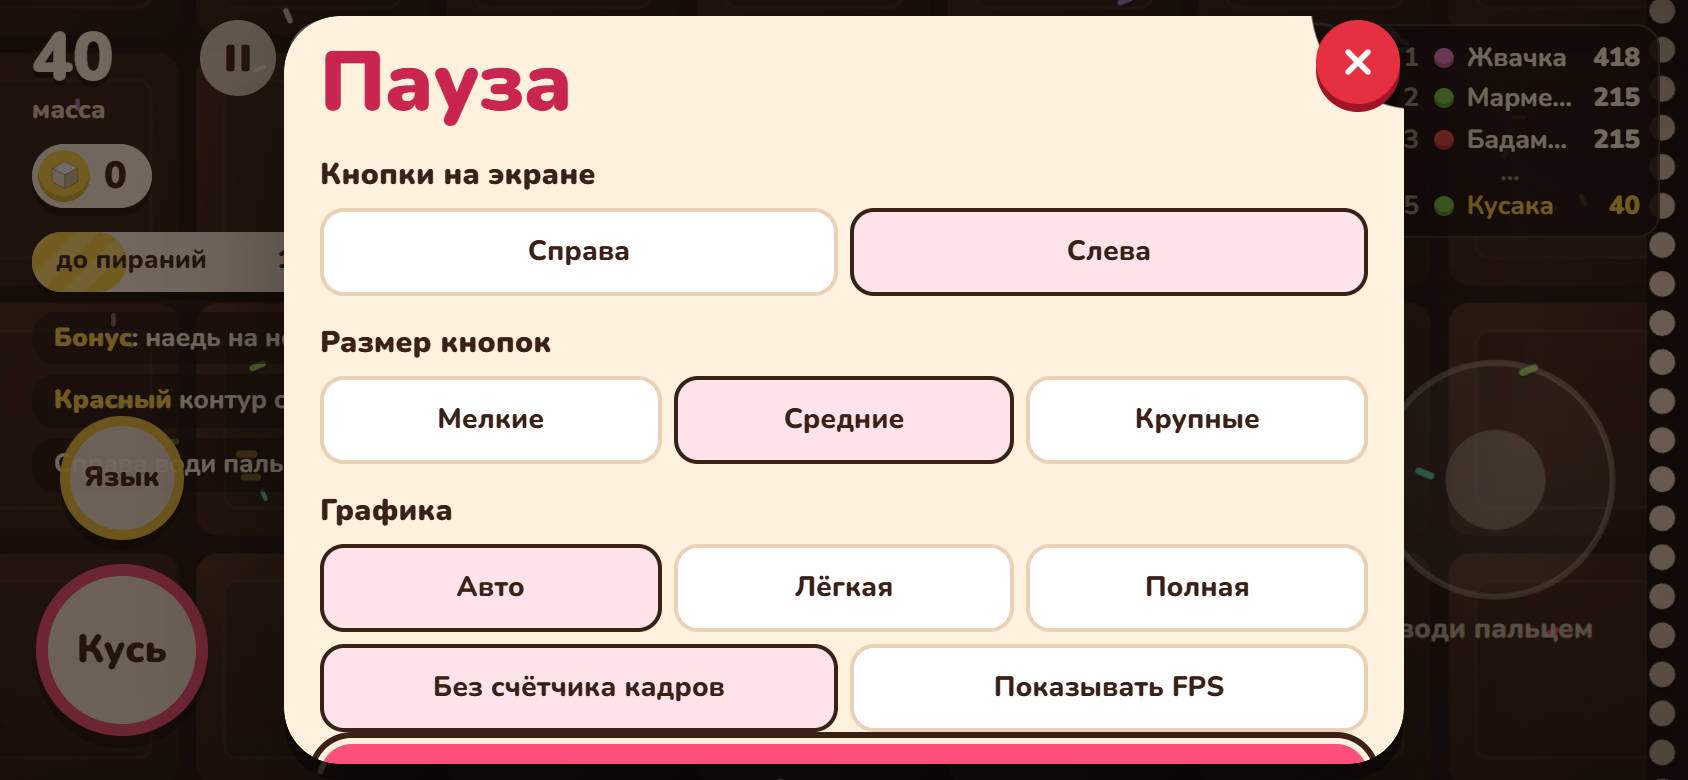 40
масса
0
до пираний
Бонус: наедь на
Красный контур
Справа води
Язык
Кусь
Пауза
Кнопки на экране
Справа
Слева
Размер кнопок
Мелкие
Средние
Крупные
Графика
Авто
Лёгкая
Полная
Без счётчика кадров
Показывать FPS
1 Жвачка 418
2 Марме... 215
3 Бадам... 215
...
5 Кусака 40
води пальцем